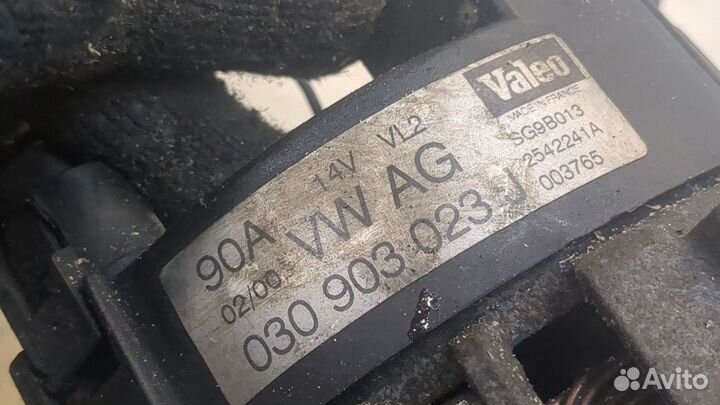 Valeo
MADE IN FRANCE
14V VL2
SG9B013
90A VW AG
2542241A
02/00
003765
030 903 023 J
Avito